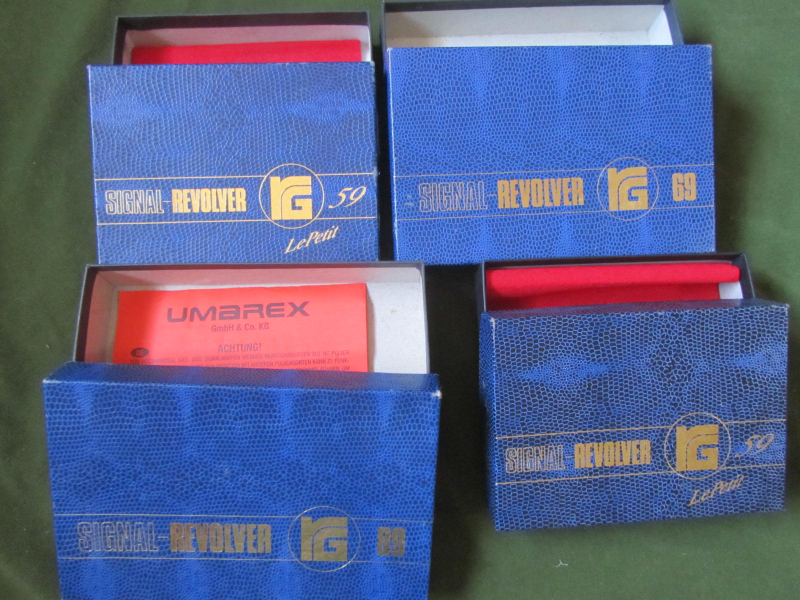 SIGNAL-REVOLVER RG 59
LePetit
SIGNAL-REVOLVER RG 69
UMAREX
GmbH & Co. KG
ACHTUNG!
SIGNAL-REVOLVER RG 89
SIGNAL REVOLVER RG 59
LePetit